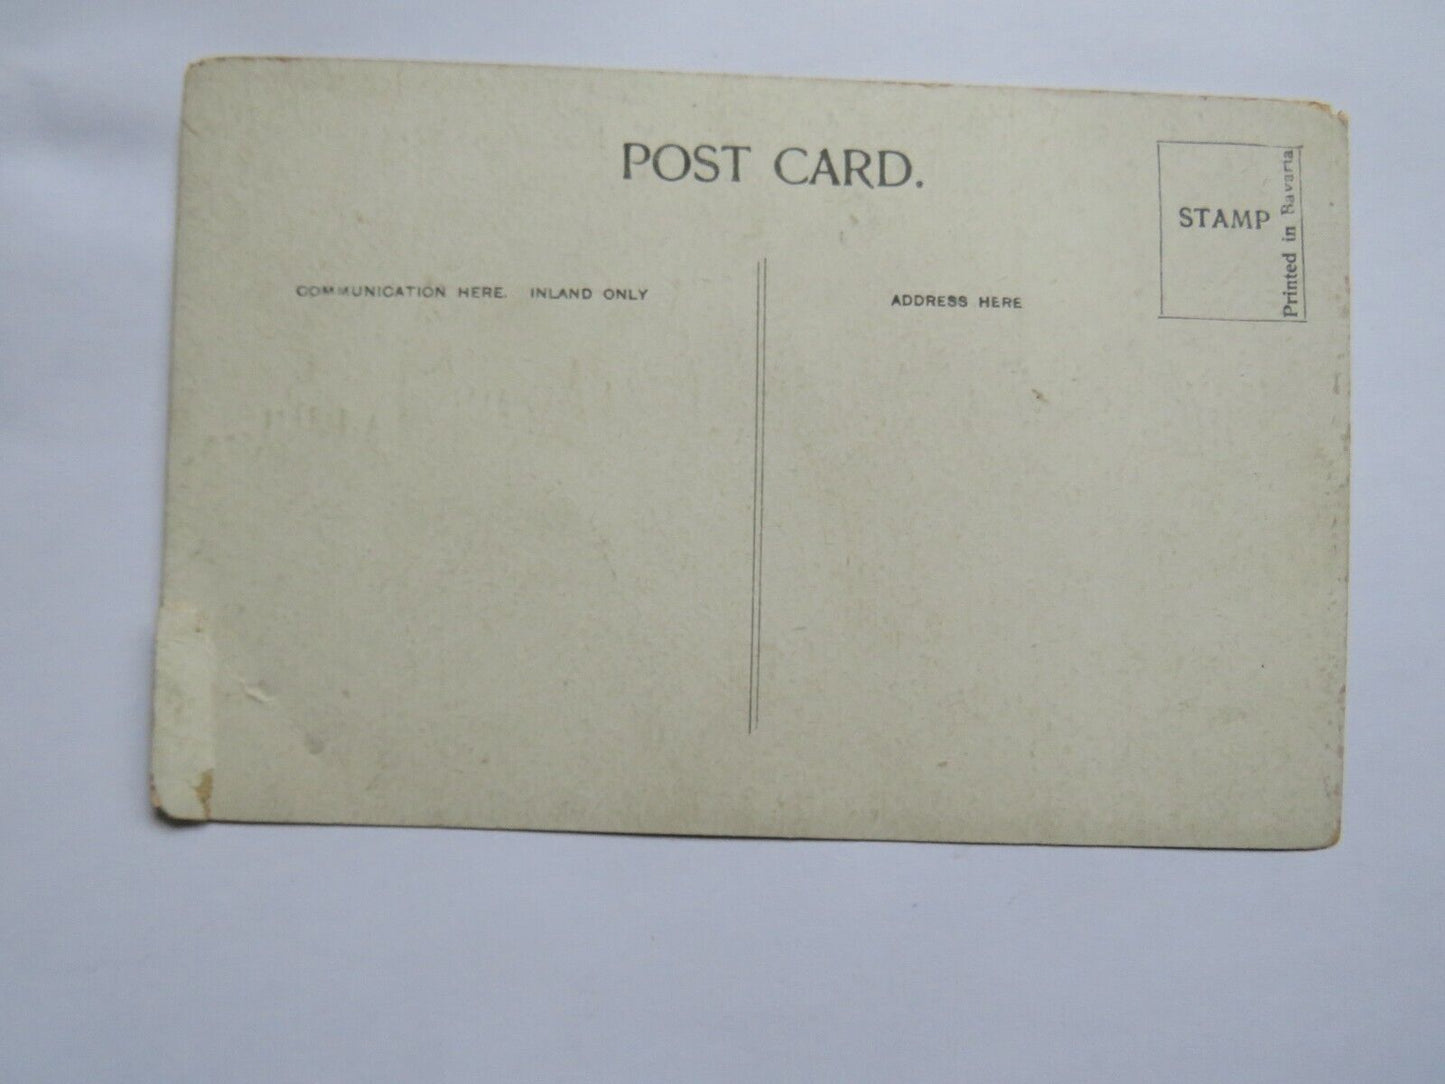 POST CARD.
COMMUNICATION HERE. INLAND ONLY
ADDRESS HERE
STAMP
Printed in Bavaria